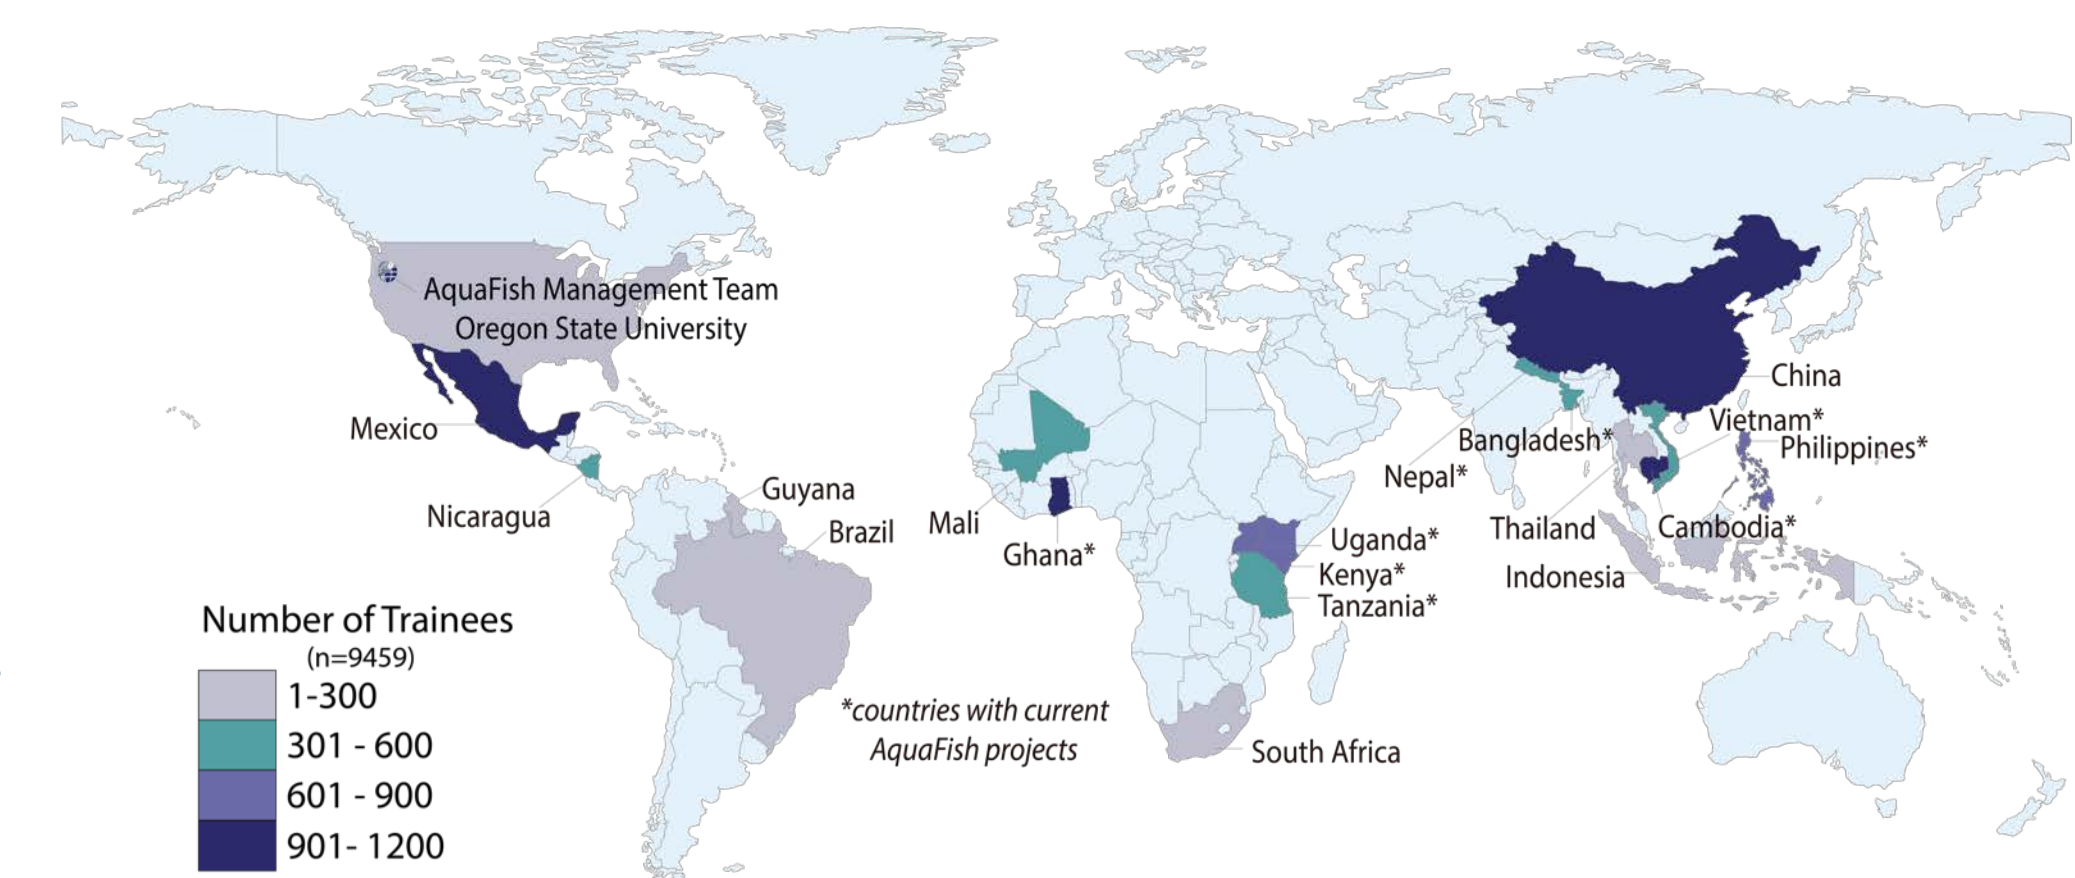 AquaFish Management Team
Oregon State University
Mexico
Nicaragua
Guyana
Brazil
Mali
Ghana*
Uganda*
Kenya*
Tanzania*
South Africa
China
Vietnam*
Philippines*
Bangladesh*
Nepal*
Thailand
Cambodia*
Indonesia
Number of Trainees
(n=9459)
1-300
301 - 600
601 - 900
901- 1200
*countries with current
AquaFish projects